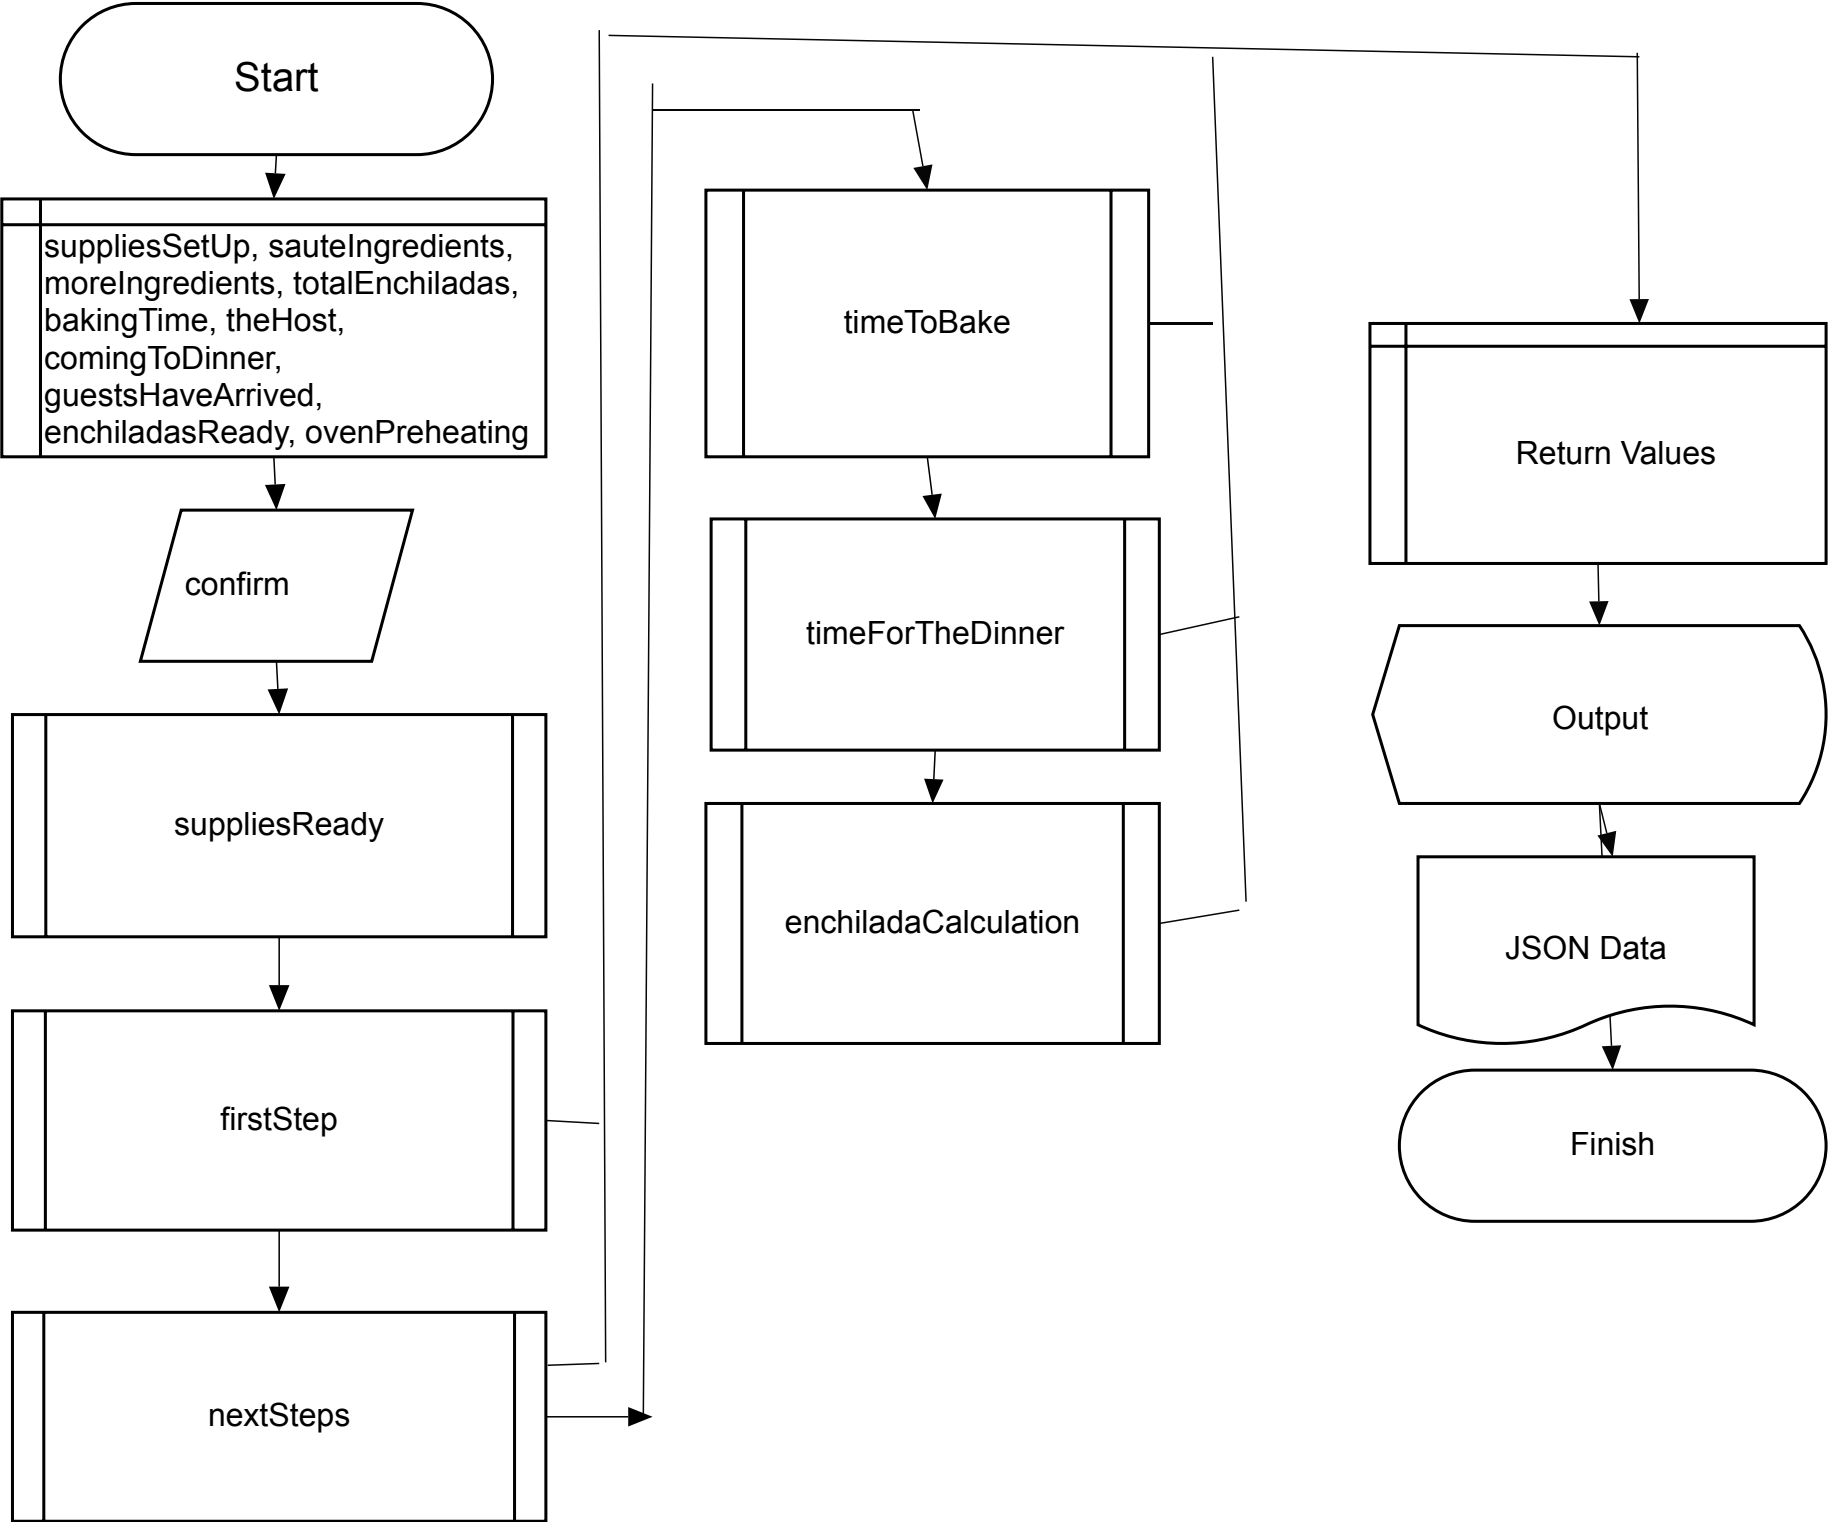 Start
suppliesSetUp, sauteIngredients,
moreIngredients, totalEnchiladas,
bakingTime, theHost,
comingToDinner,
guestsHaveArrived,
enchiladasReady, ovenPreheating
confirm
suppliesReady
firstStep
nextSteps
timeToBake
timeForTheDinner
enchiladaCalculation
Return Values
Output
JSON Data
Finish